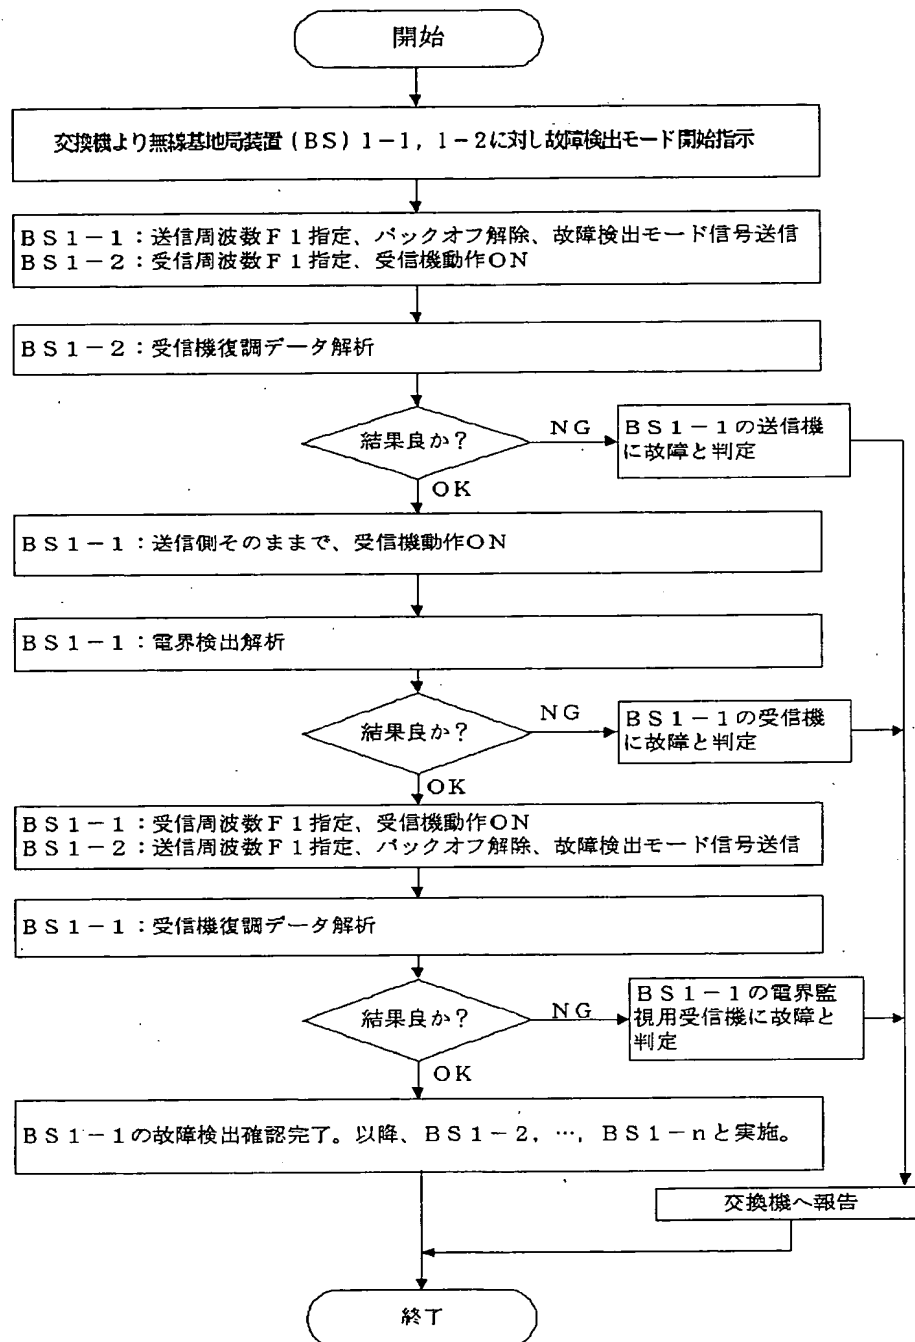 開始
交換機より無線基地局装置(BS)1-1,1-2に対し故障検出モード開始指示
BS1-1:送信周波数F1指定、バックオフ解除、故障検出モード信号送信
BS1-2:受信周波数F1指定、受信機動作ON
BS1-2:受信機復調データ解析
結果良か?
NG
BS1-1の送信機
に故障と判定
OK
BS1-1:送信側そのままで、受信機動作ON
BS1-1:電界検出解析
結果良か?
NG
BS1-1の受信機
に故障と判定
OK
BS1-1:受信周波数F1指定、受信機動作ON
BS1-2:送信周波数F1指定、バックオフ解除、故障検出モード信号送信
BS1-1:受信機復調データ解析
結果良か?
NG
BS1-1の電界監
視用受信機に故障と
判定
OK
BS1-1の故障検出確認完了。以降、BS1-2,…,BS1-nと実施。
交換機へ報告
終了